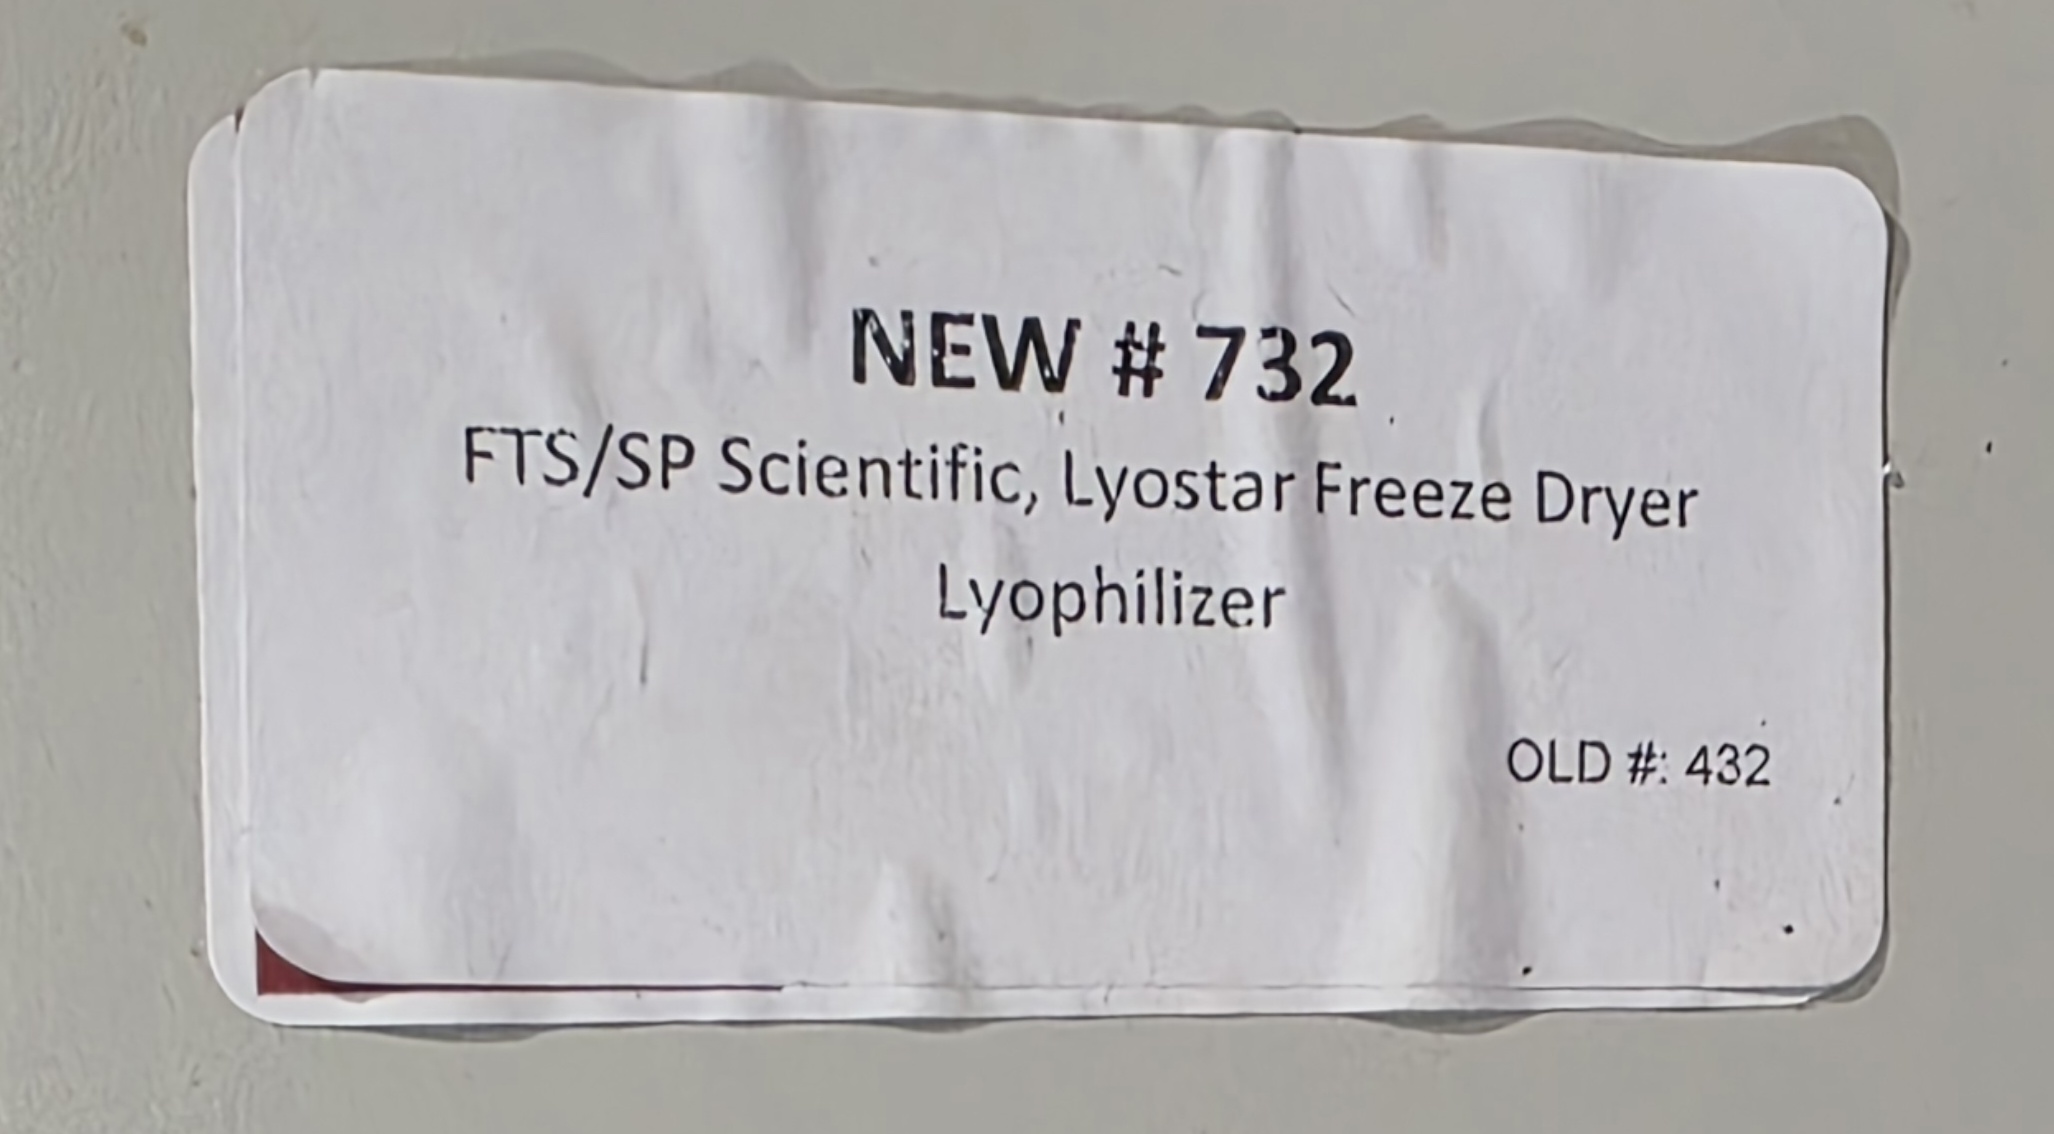 NEW # 732
FTS/SP Scientific, Lyostar Freeze Dryer
Lyophilizer
OLD #: 432